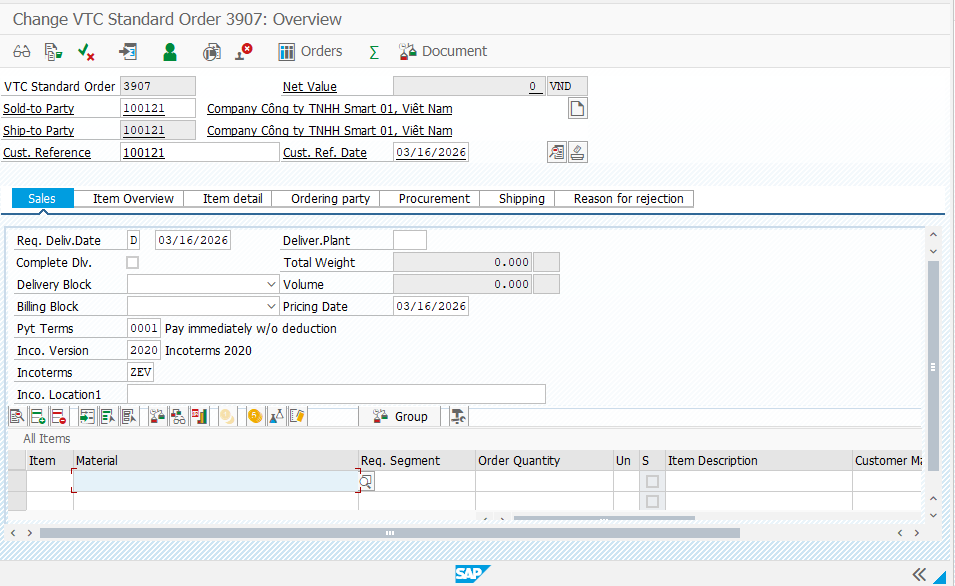 Change VTC Standard Order 3907: Overview
Orders Document
VTC Standard Order 3907 Net Value 0 VND
Sold-to Party 100121 Company Công ty TNHH Smart 01, Viêt Nam
Ship-to Party 100121 Company Công ty TNHH Smart 01, Viêt Nam
Cust. Reference 100121 Cust. Ref. Date 03/16/2026
Sales Item Overview Item detail Ordering party Procurement Shipping Reason for rejection
Req. Deliv.Date D 03/16/2026 Deliver.Plant
Complete Dlv. Total Weight 0.000
Delivery Block Volume 0.000
Billing Block Pricing Date 03/16/2026
Pyt Terms 0001 Pay immediately w/o deduction
Inco. Version 2020 Incoterms 2020
Incoterms ZEV
Inco. Location1
Group
All Items
Item Material Req. Segment Order Quantity Un S Item Description Customer Ma
SAP